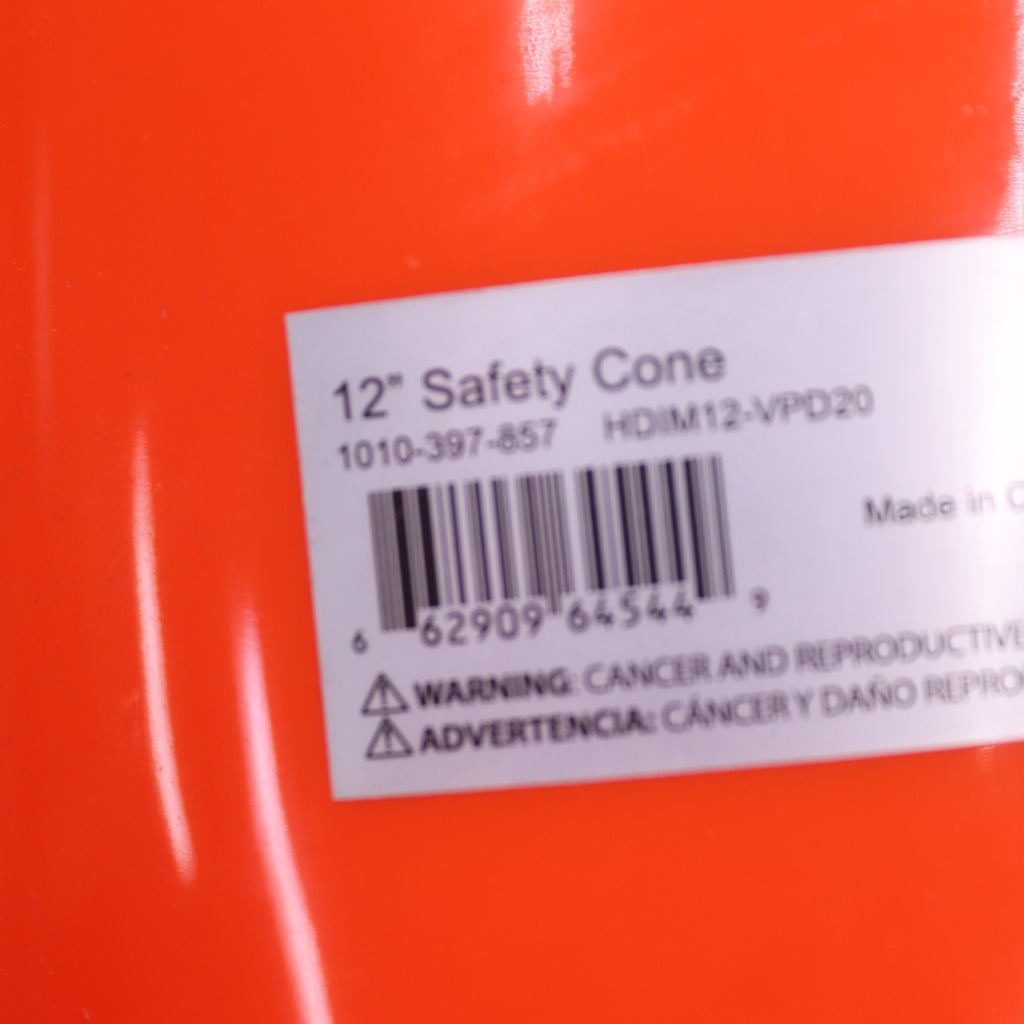 12” Safety Cone
1010-397-857 HDIM12-VPD20
Made in
6 62909 64544 9
WARNING: CANCER AND REPRODUCTIVE
ADVERTENCIA: CÁNCER Y DAÑO REPRO